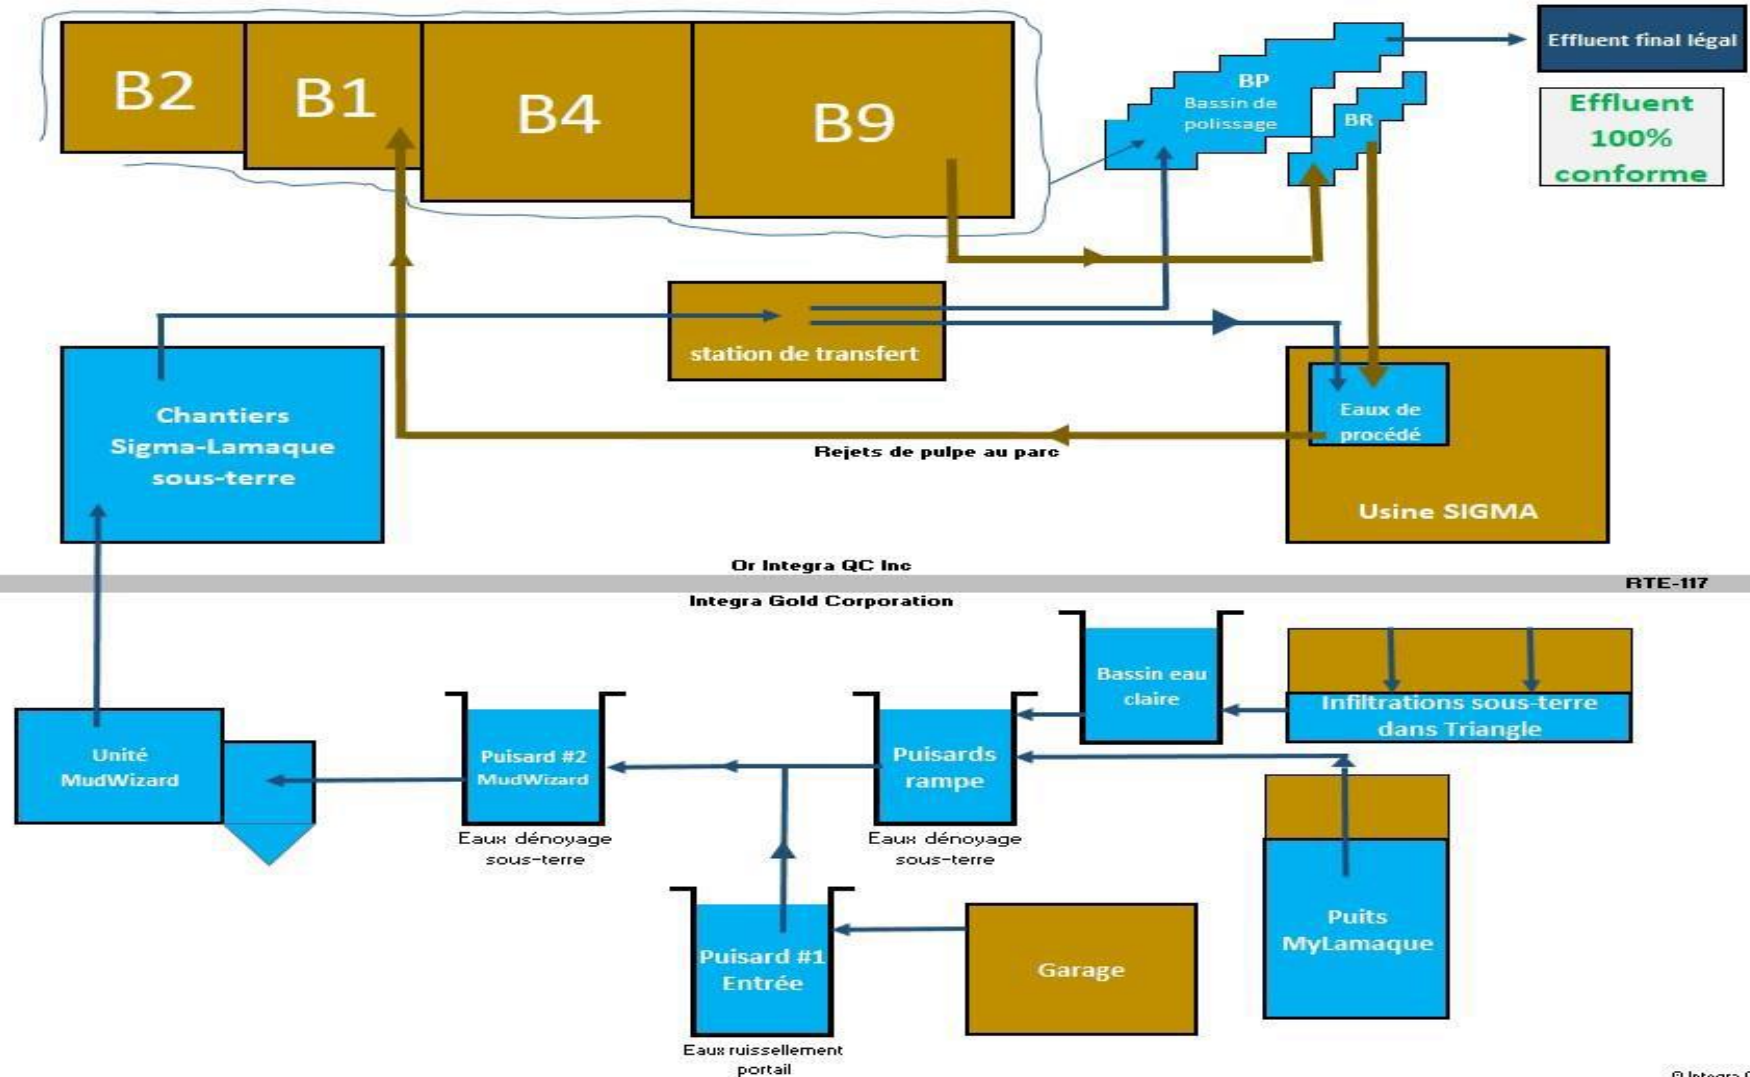 B2
B1
B4
B9
BP
Bassin de
polissage
BR
Effluent final légal
Effluent
100%
conforme
station de transfert
Chantiers
Sigma-Lamaque
sous-terre
Eaux de
procédé
Rejets de pulpe au parc
Usine SIGMA
Or Integra QC Inc
RTE-117
Integra Gold Corporation
Bassin eau
claire
Infiltrations sous-terre
dans Triangle
Unité
MudWizard
Puisard #2
MudWizard
Puisards
rampe
Eaux dénoyage
sous-terre
Eaux dénoyage
sous-terre
Puits
MyLamaque
Puisard #1
Entrée
Garage
Eaux ruissellement
portail